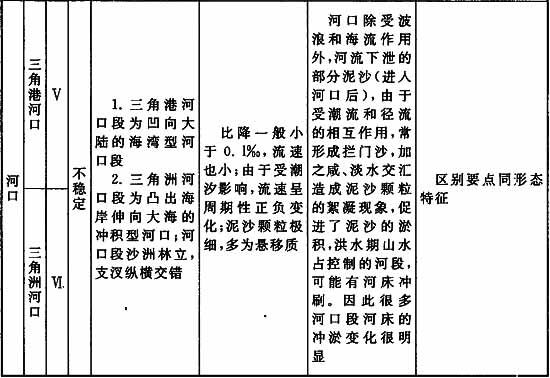 河口
三角港河口
V
三角洲河口
VI.
不稳定
1. 三角港河
口段为凹向大
陆的海湾型河
口段
2. 三角洲河
口段为凸出海
岸伸向大海的
冲积型河口;河
口段沙洲林立,
支汊纵横交错
比降一般小
于 0.1‰,流速
也小;由于受潮
汐影响,流速呈
周期性正负变
化;泥沙颗粒极
细,多为悬移质
河口除受波
浪和海流作用
外,河流下泄的
部分泥沙(进人
河口后),由于
受潮流和径流
的相互作用,常
形成拦门沙,加
之咸、淡水交汇
造成泥沙颗粒
的絮凝现象,促
进了泥沙的淤
积,洪水期山水
占控制的河段,
可能有河床冲
刷。因此很多
河口段河床的
冲淤变化很明
显
区别要点同形态
特征